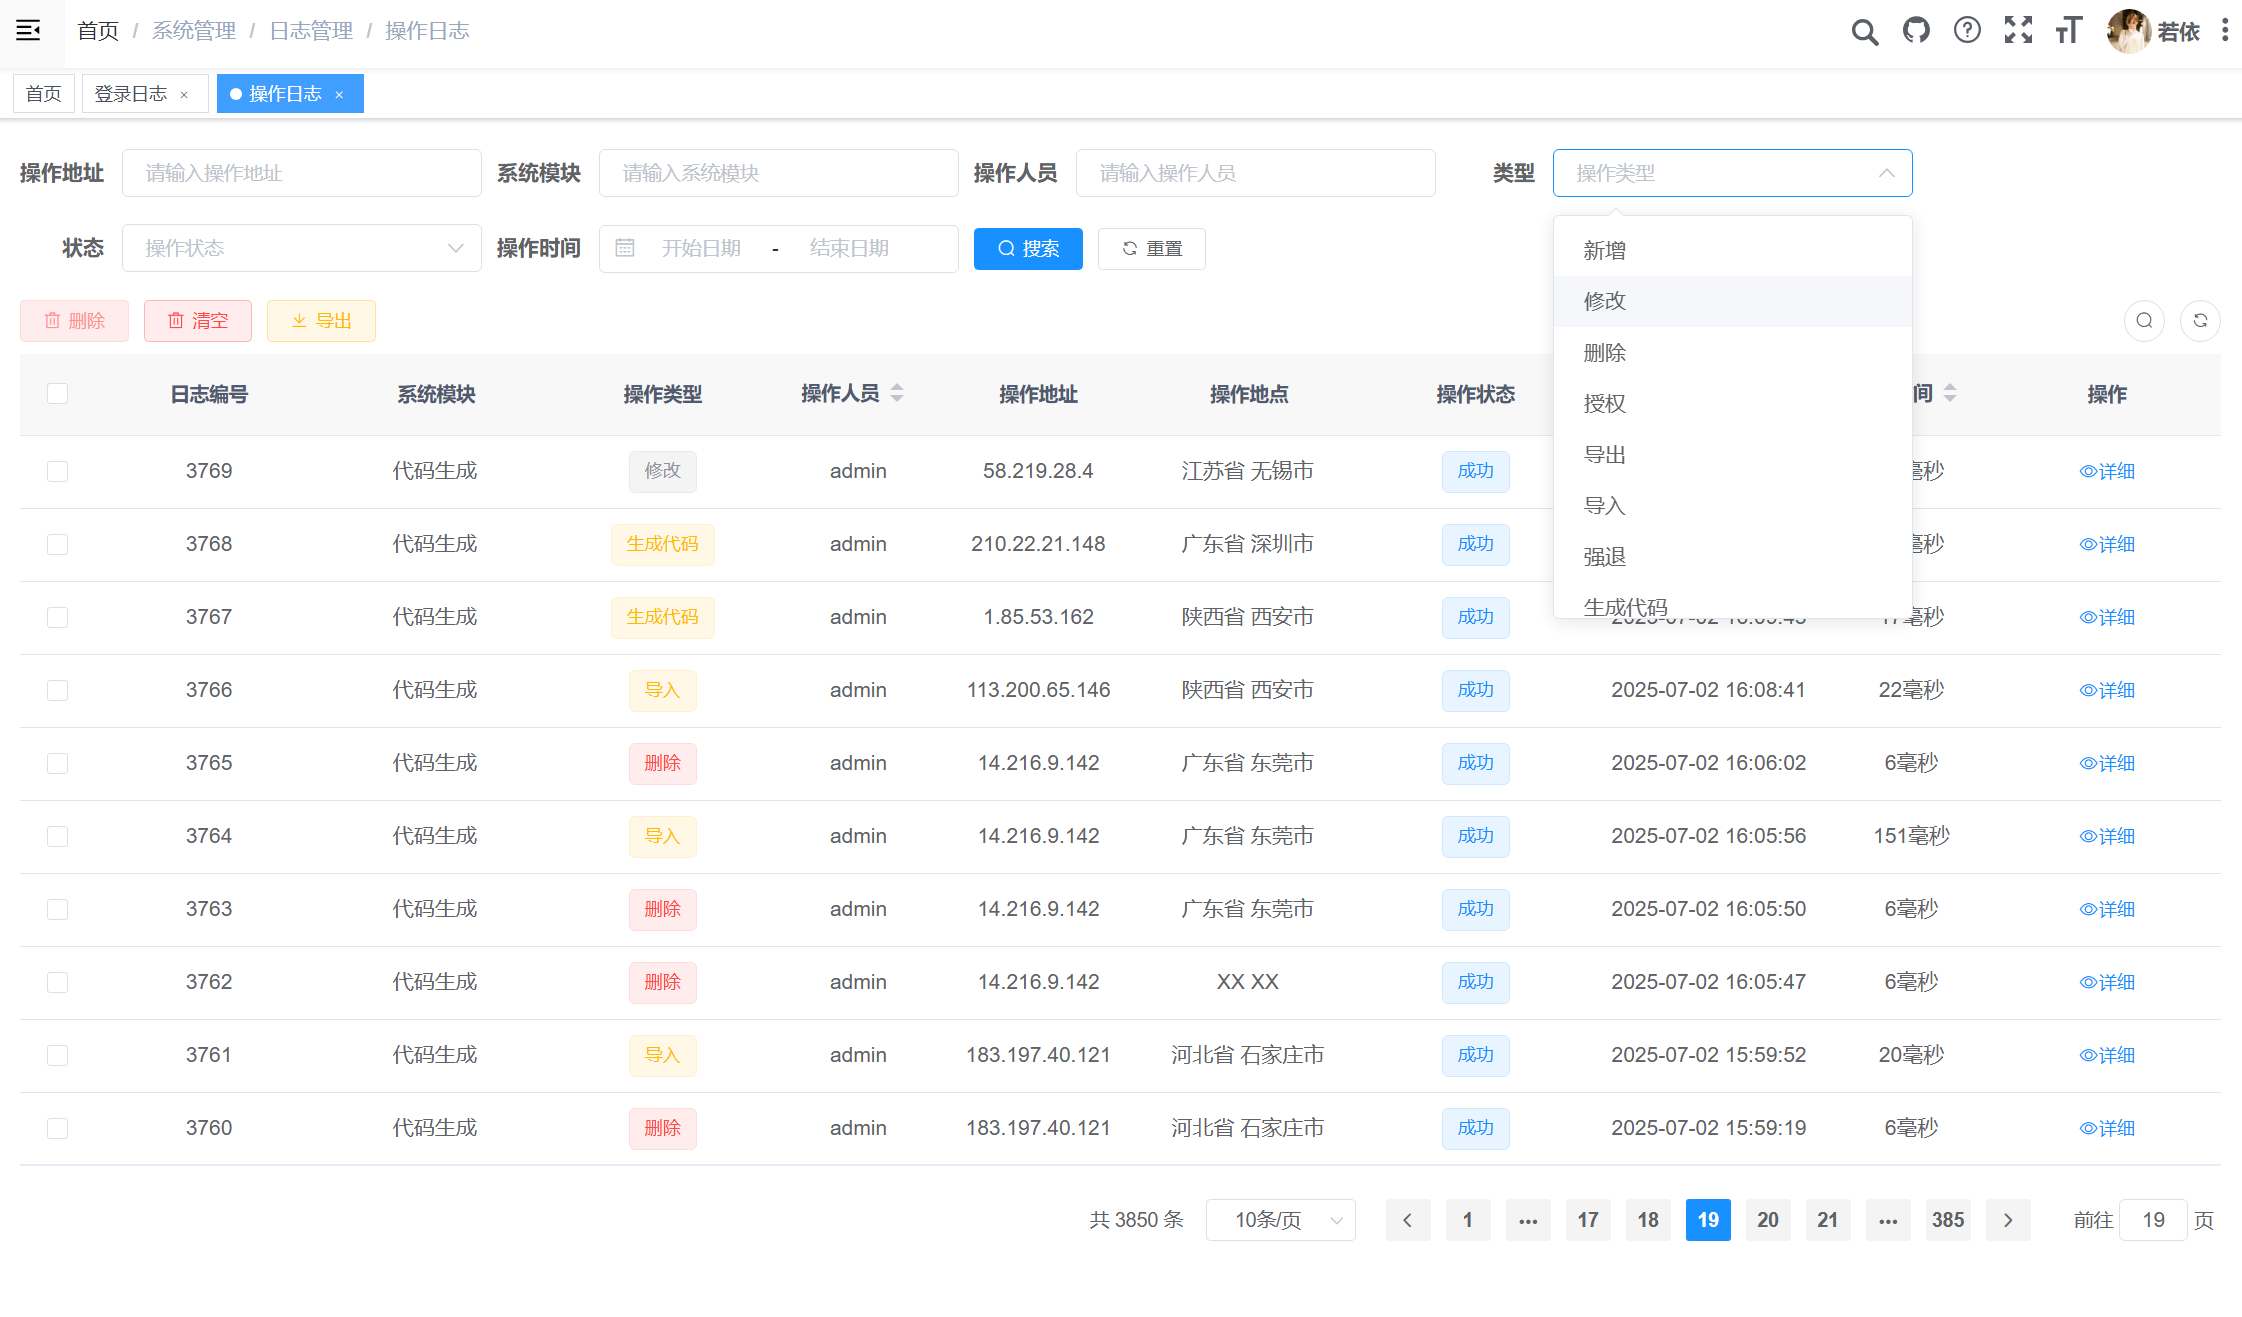 首页 / 系统管理 / 日志管理 / 操作日志 若依
首页 登录日志 × 操作日志 ×
操作地址 请输入操作地址 系统模块 请输入系统模块 操作人员 请输入操作人员 类型 操作类型
状态 操作状态 操作时间 开始日期 - 结束日期 搜索 重置
新增
修改
删除
授权
导出
导入
强退
生成代码
删除 清空 导出
日志编号 系统模块 操作类型 操作人员 操作地址 操作地点 操作状态 间 操作
3769 代码生成 修改 admin 58.219.28.4 江苏省 无锡市 成功 毫秒 详细
3768 代码生成 生成代码 admin 210.22.21.148 广东省 深圳市 成功 毫秒 详细
3767 代码生成 生成代码 admin 1.85.53.162 陕西省 西安市 成功 17毫秒 详细
3766 代码生成 导入 admin 113.200.65.146 陕西省 西安市 成功 2025-07-02 16:08:41 22毫秒 详细
3765 代码生成 删除 admin 14.216.9.142 广东省 东莞市 成功 2025-07-02 16:06:02 6毫秒 详细
3764 代码生成 导入 admin 14.216.9.142 广东省 东莞市 成功 2025-07-02 16:05:56 151毫秒 详细
3763 代码生成 删除 admin 14.216.9.142 广东省 东莞市 成功 2025-07-02 16:05:50 6毫秒 详细
3762 代码生成 删除 admin 14.216.9.142 XX XX 成功 2025-07-02 16:05:47 6毫秒 详细
3761 代码生成 导入 admin 183.197.40.121 河北省 石家庄市 成功 2025-07-02 15:59:52 20毫秒 详细
3760 代码生成 删除 admin 183.197.40.121 河北省 石家庄市 成功 2025-07-02 15:59:19 6毫秒 详细
共 3850 条 10条/页 1 ... 17 18 19 20 21 ... 385 前往 19 页